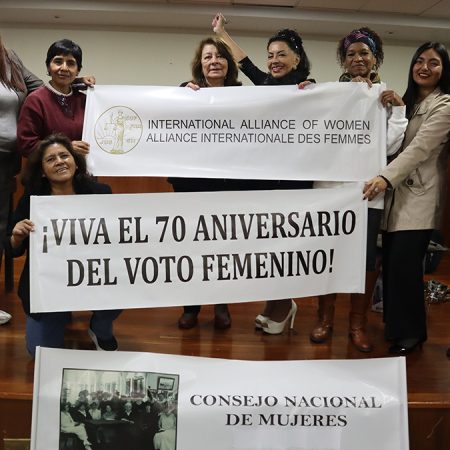 INTERNATIONAL ALLIANCE OF WOMEN
ALLIANCE INTERNATIONALE DES FEMMES
¡VIVA EL 70 ANIVERSARIO
DEL VOTO FEMENINO!
CONSEJO NACIONAL
DE MUJERES